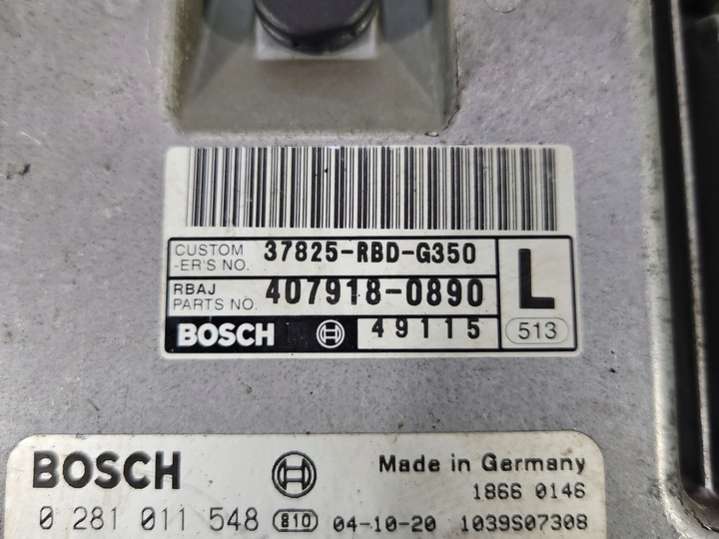 CUSTOM
-ER'S NO. 37825-RBD-G350
RBAJ
PARTS NO. 407918-0890
L
BOSCH 49115 513
BOSCH Made in Germany
1866 0146
0 281 011 548 810 04-10-20 1039S07308